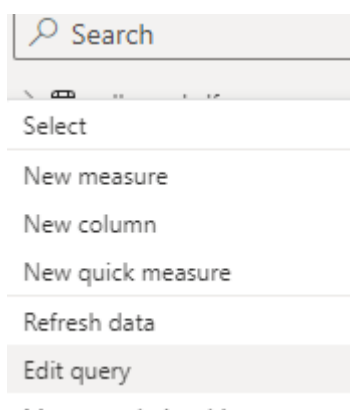 Search
Select
New measure
New column
New quick measure
Refresh data
Edit query